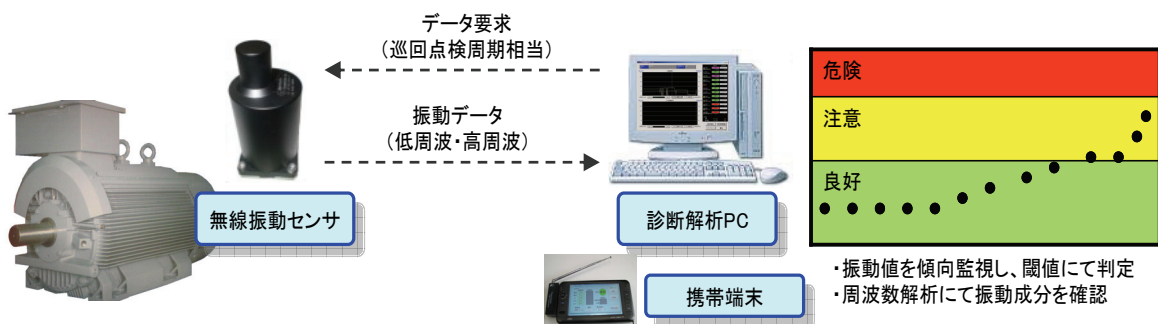 データ要求
（巡回点検周期相当）
振動データ
（低周波・高周波）
無線振動センサ
診断解析PC
携帯端末
危険
注意
良好
・振動値を傾向監視し、閾値にて判定
・周波数解析にて振動成分を確認